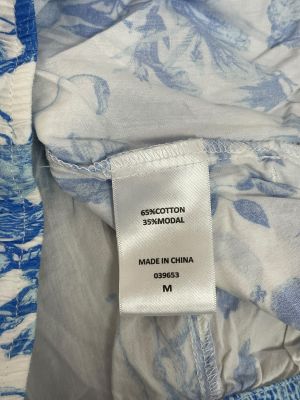 65%COTTON
35%MODAL
MADE IN CHINA
039653
M